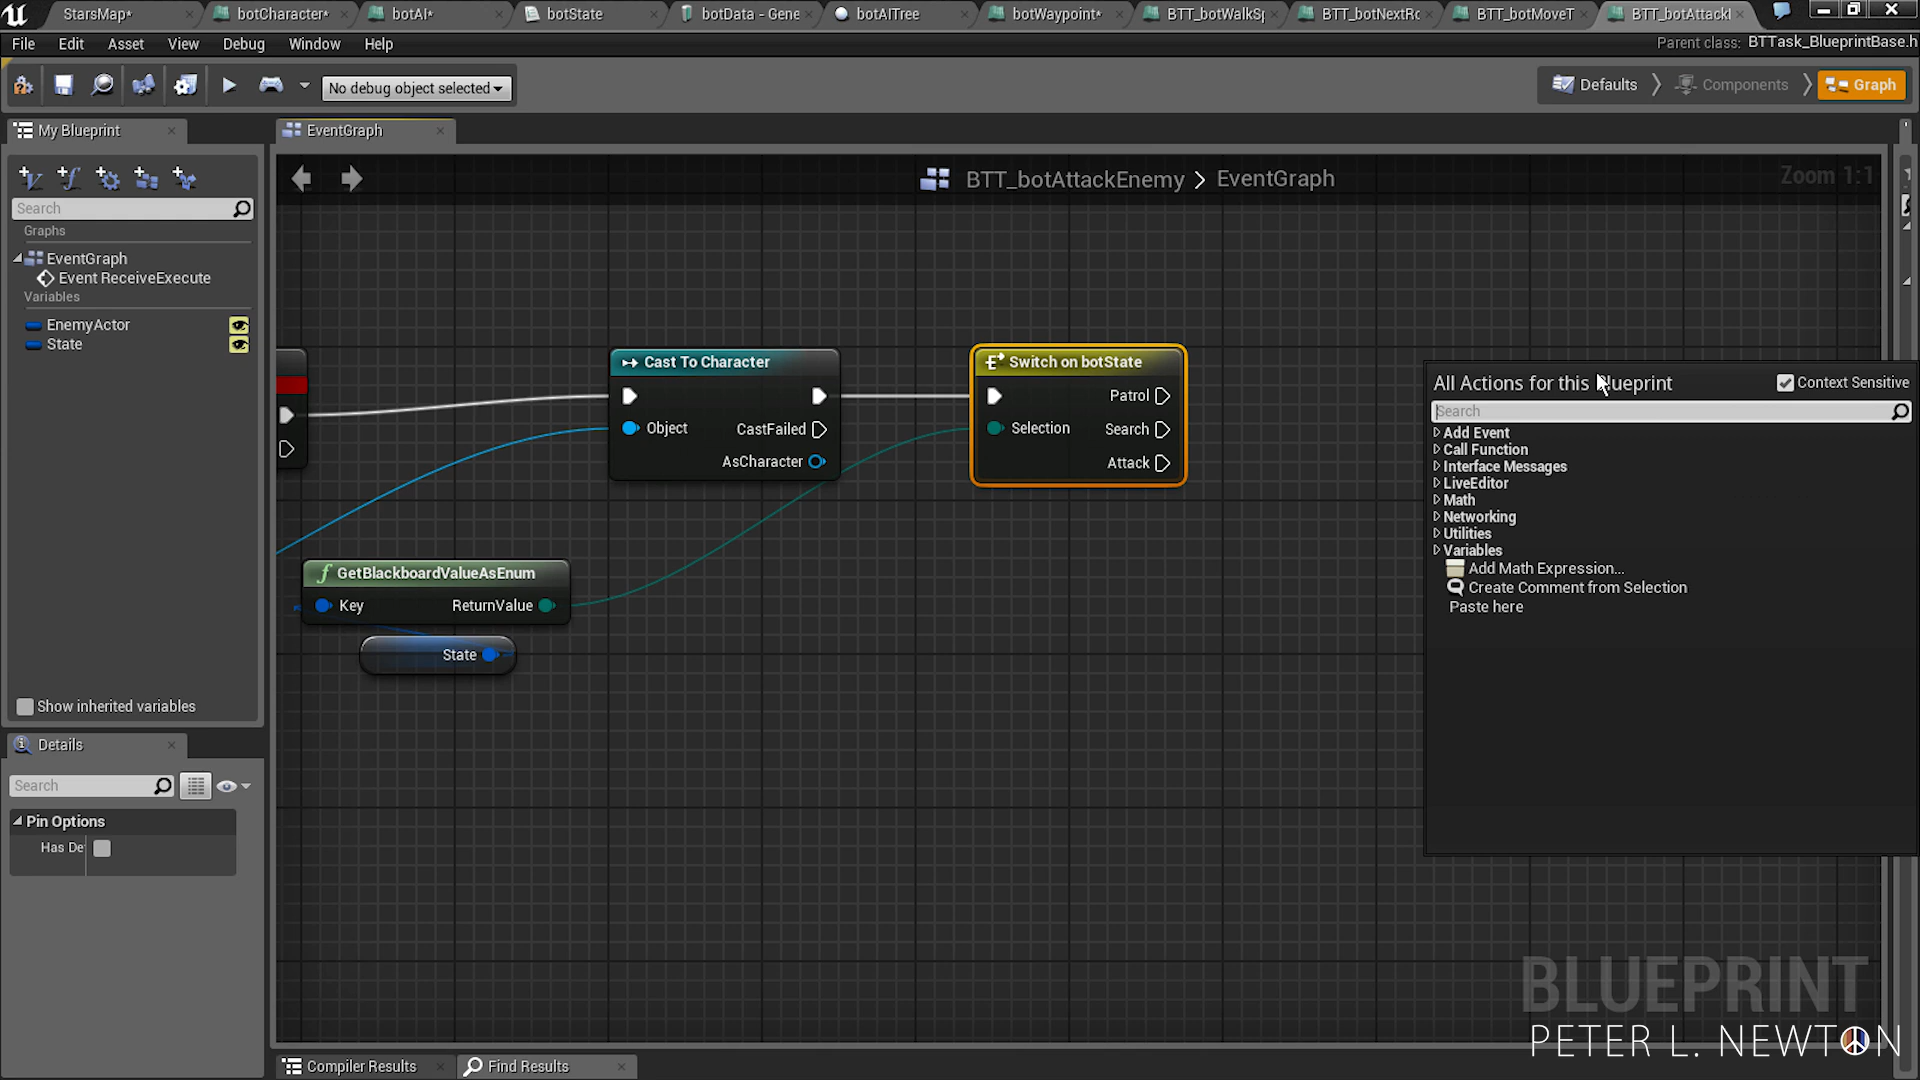 StarsMap*
botCharacter*
botAI*
botState
botData - Gene
botAITree
botWaypoint*
BTT_botWalkSp
BTT_botNextRo
BTT_botMoveT
BTT_botAttackI
File Edit Asset View Debug Window Help
Parent class: BTTask_BlueprintBase.h
No debug object selected
Defaults
Components
Graph
My Blueprint
EventGraph
Search
Graphs
EventGraph
Event ReceiveExecute
Variables
EnemyActor
State
Show inherited variables
Details
Search
Pin Options
Has De
BTT_botAttackEnemy > EventGraph
Zoom 1:1
Cast To Character
Object
CastFailed
AsCharacter
Switch on botState
Patrol
Selection
Search
Attack
GetBlackboardValueAsEnum
Key
ReturnValue
State
All Actions for this Blueprint
Context Sensitive
Search
Add Event
Call Function
Interface Messages
LiveEditor
Math
Networking
Utilities
Variables
Add Math Expression...
Create Comment from Selection
Paste here
BLUEPRINT
PETER L. NEWTON
Compiler Results
Find Results